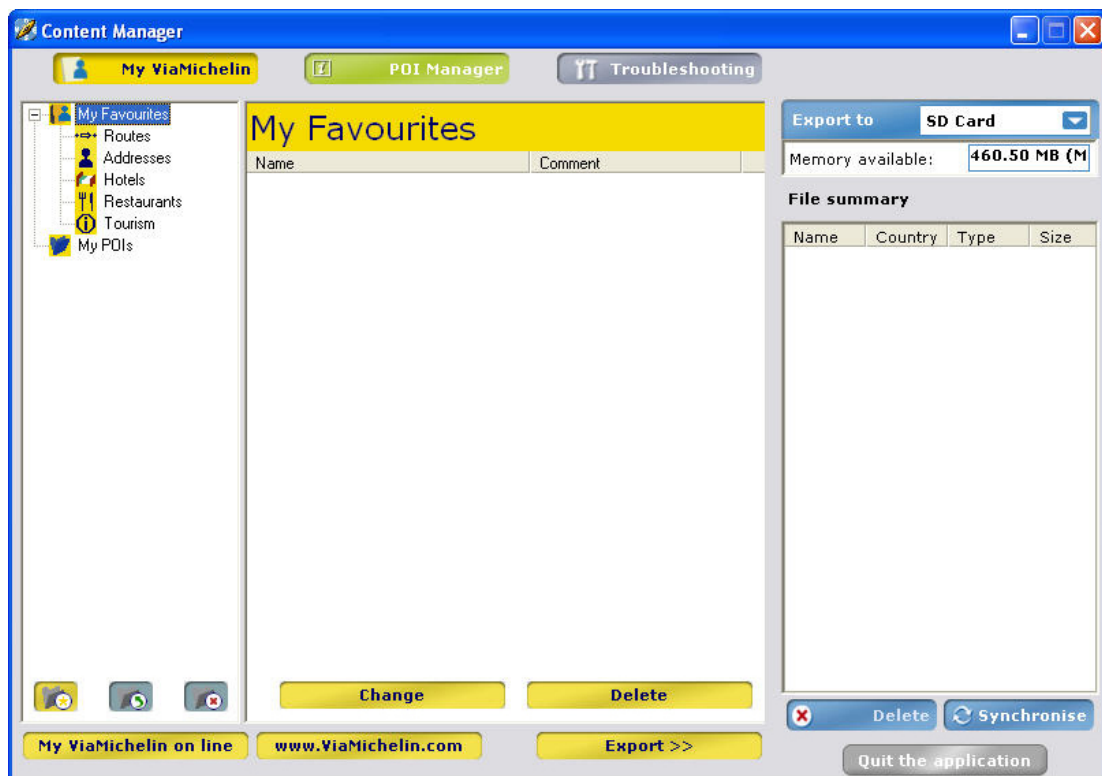 Content Manager
My ViaMichelin
POI Manager
Troubleshooting
My Favourites
Routes
Addresses
Hotels
Restaurants
Tourism
My POIs
My Favourites
Name Comment
Change Delete
My ViaMichelin on line
www.ViaMichelin.com
Export >>
Export to SD Card
Memory available: 460.50 MB (M
File summary
Name Country Type Size
Delete Synchronise
Quit the application